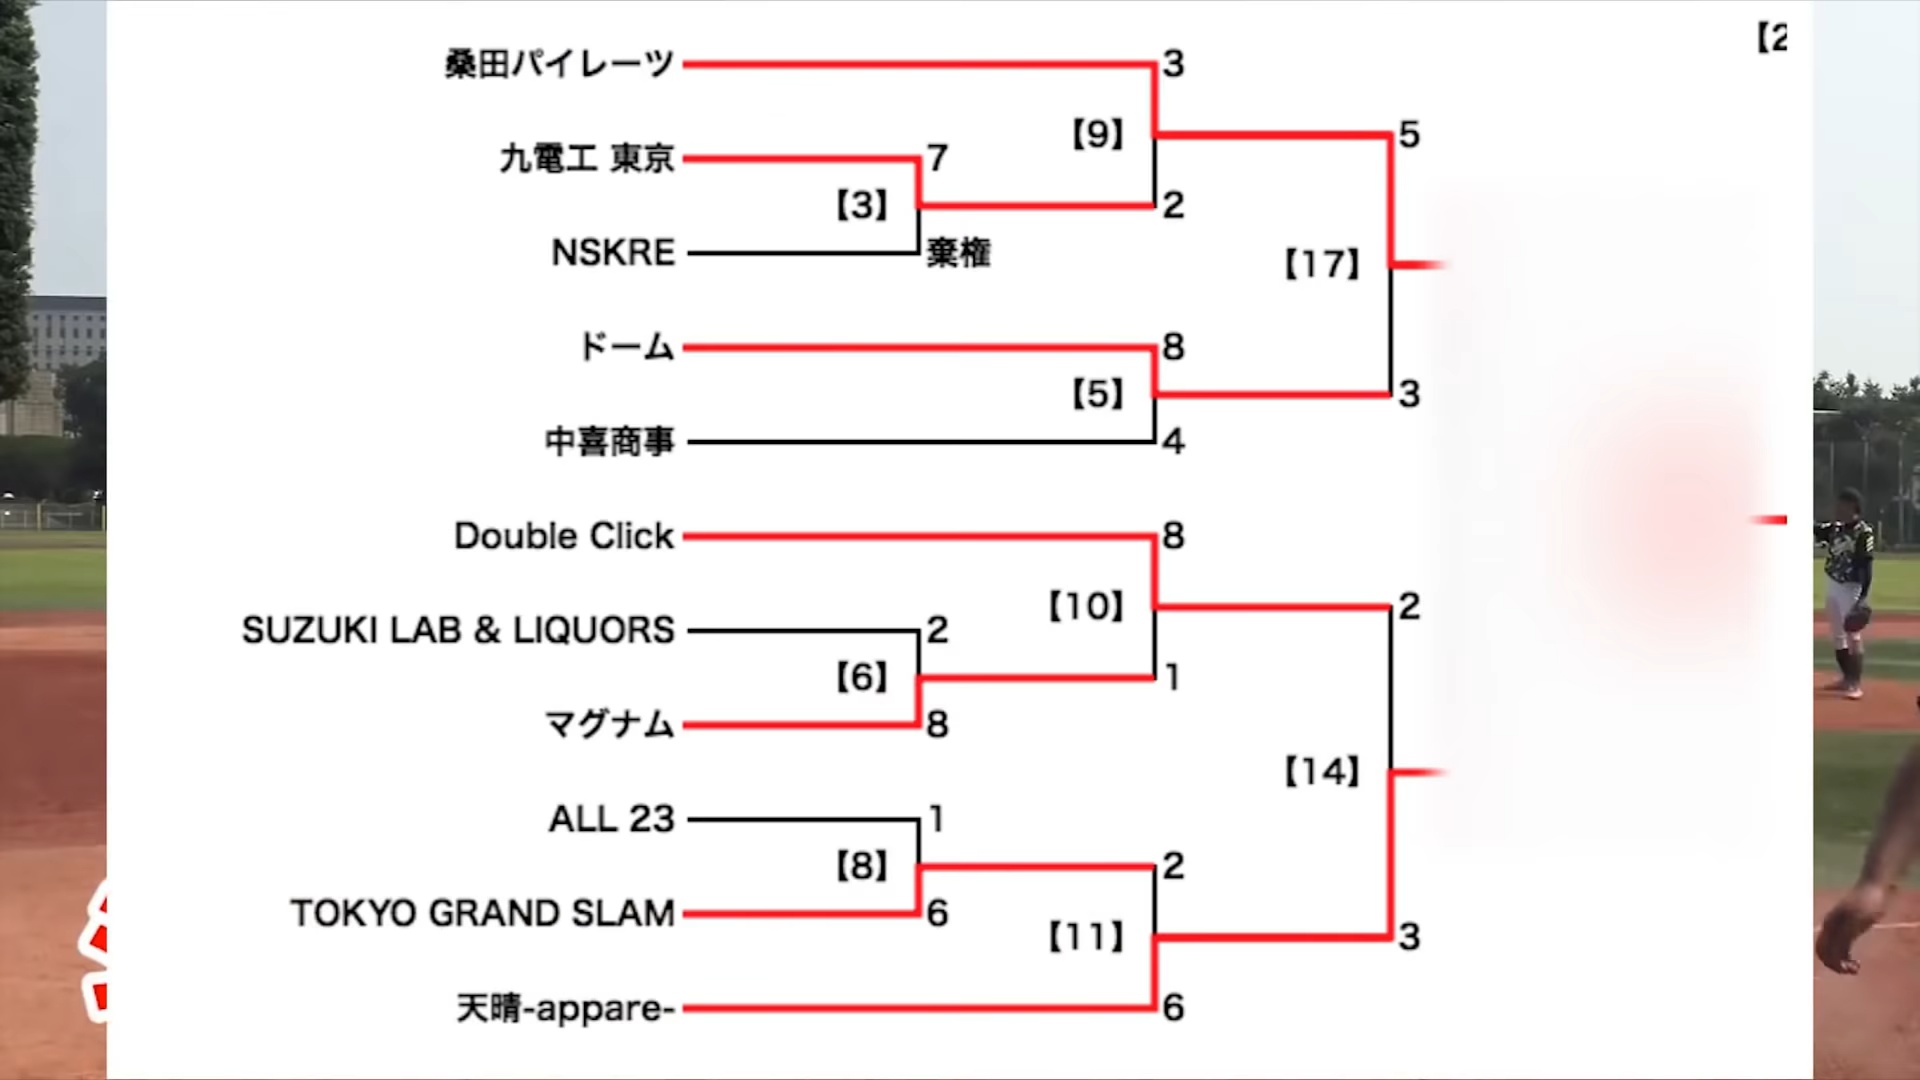 【2
桑田パイレーツ 3
【9】 5
九電工 東京 7
【3】 2
NSKRE 棄権
【17】
ドーム 8
【5】 3
中喜商事 4
Double Click 8
【10】 2
SUZUKI LAB & LIQUORS 2
【6】 1
マグナム 8
【14】
ALL 23 1
【8】 2
TOKYO GRAND SLAM 6
【11】 3
天晴-appare- 6